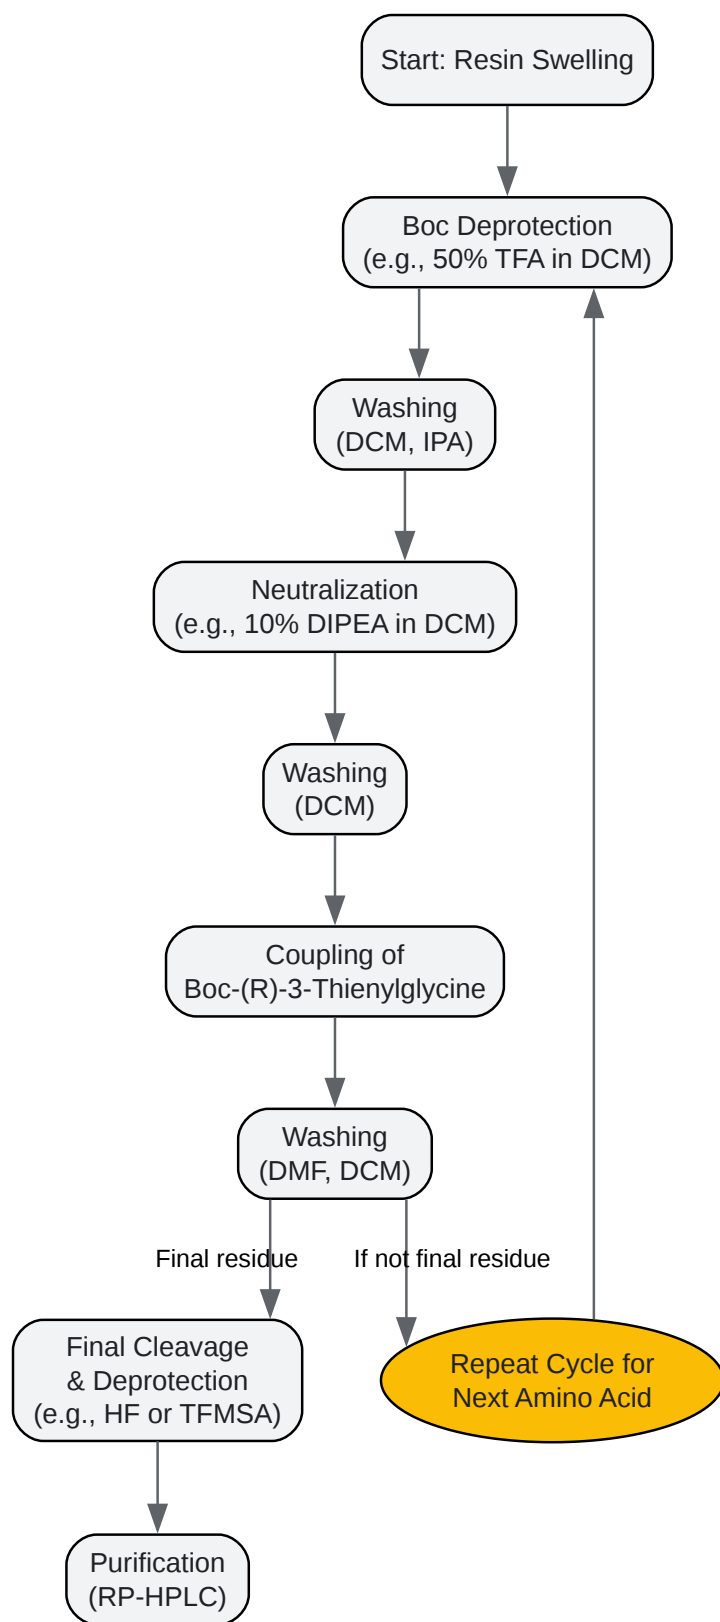 Start: Resin Swelling
Boc Deprotection
(e.g., 50% TFA in DCM)
Washing
(DCM, IPA)
Neutralization
(e.g., 10% DIPEA in DCM)
Washing
(DCM)
Coupling of
Boc-(R)-3-Thienylglycine
Washing
(DMF, DCM)
Final residue
If not final residue
Final Cleavage
& Deprotection
(e.g., HF or TFMSA)
Repeat Cycle for
Next Amino Acid
Purification
(RP-HPLC)